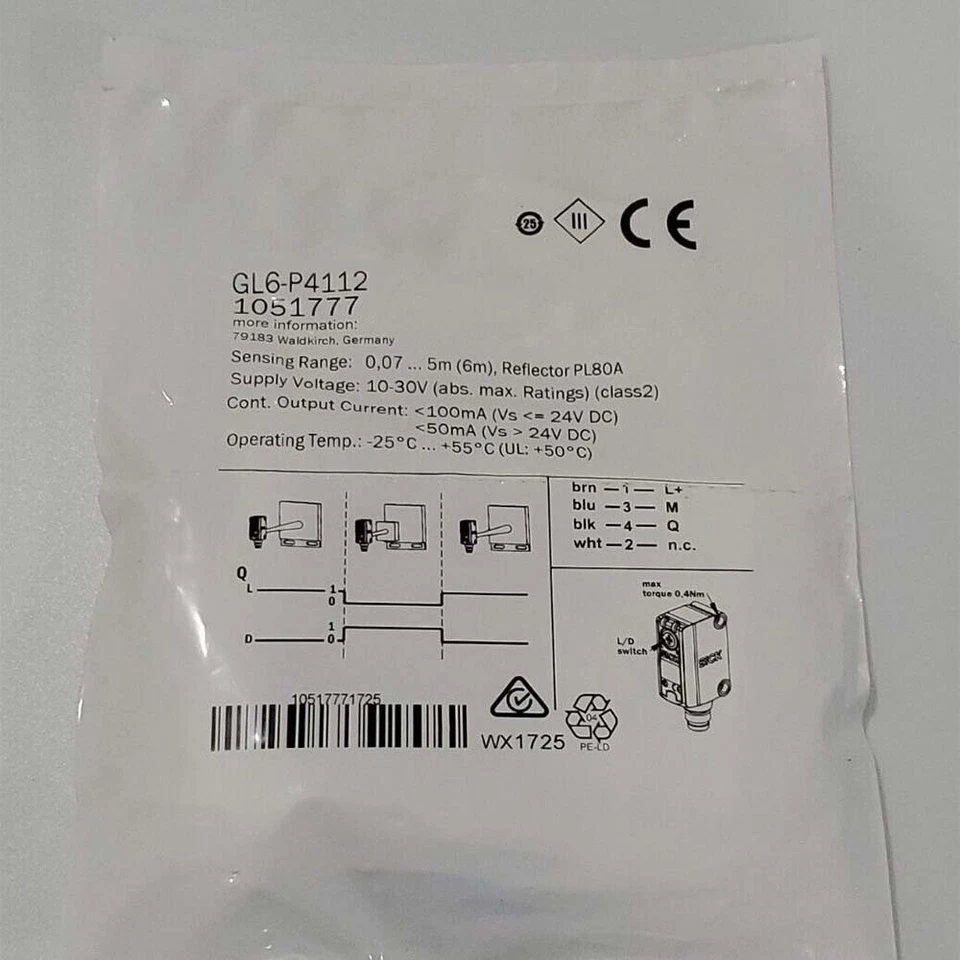 25 III CE
GL6-P4112
1051777
more information:
79183 Waldkirch, Germany
Sensing Range: 0,07 ... 5m (6m), Reflector PL80A
Supply Voltage: 10-30V (abs. max. Ratings) (class2)
Cont. Output Current: <100mA (Vs <= 24V DC)
<50mA (Vs > 24V DC)
Operating Temp.: -25°C ... +55°C (UL: +50°C)
brn —1— L+
blu —3— M
blk —4— Q
wht —2— n.c.
Q
L 1
0
1
D 0
max
torque 0,4Nm
L/D
switch
SICK
10517771725
WX1725
04
PE-LD